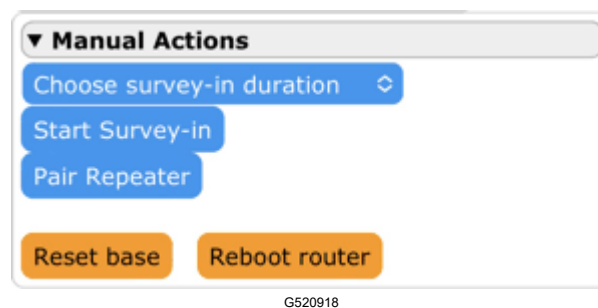 ▼ Manual Actions
Choose survey-in duration
Start Survey-in
Pair Repeater
Reset base Reboot router
G520918